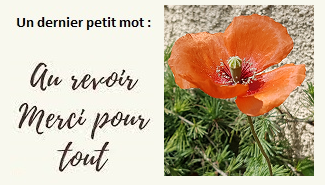 Un dernier petit mot :
Au revoir
Merci pour
tout